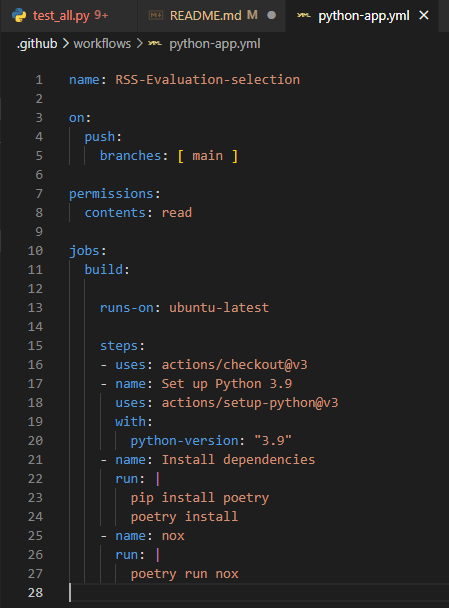 test_all.py 9+ README.md M python-app.yml
.github > workflows > python-app.yml
1 name: RSS-Evaluation-selection
2
3 on:
4   push:
5     branches: [ main ]
6
7 permissions:
8   contents: read
9
10 jobs:
11   build:
12
13     runs-on: ubuntu-latest
14
15     steps:
16     - uses: actions/checkout@v3
17     - name: Set up Python 3.9
18       uses: actions/setup-python@v3
19       with:
20         python-version: "3.9"
21     - name: Install dependencies
22       run: |
23         pip install poetry
24         poetry install
25     - name: nox
26       run: |
27         poetry run nox
28